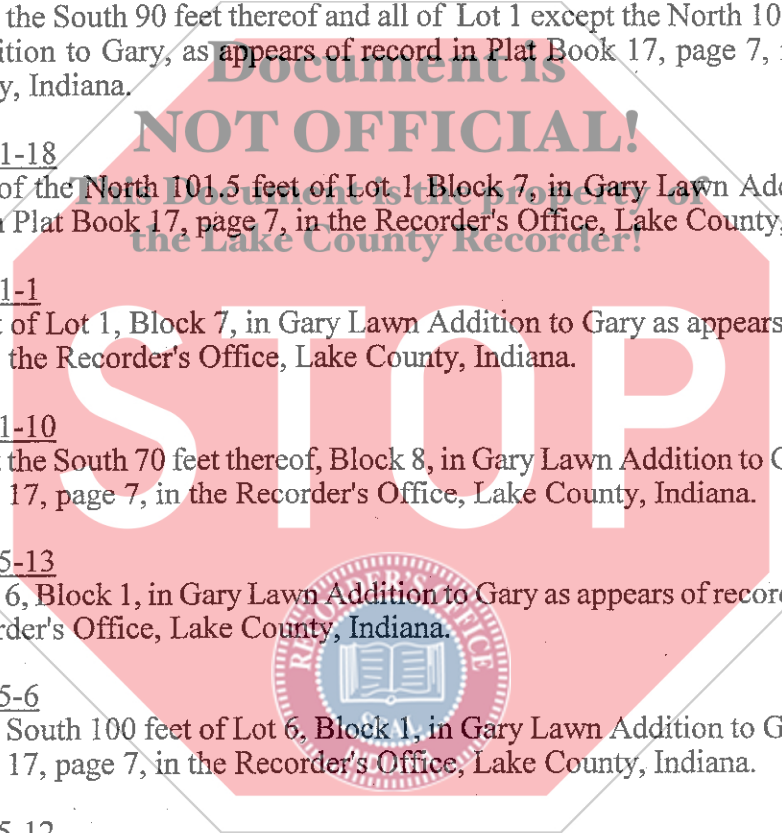 the South 90 feet thereof and all of Lot 1 except the North 10
ition to Gary, as appears of record in Plat Book 17, page 7,
y, Indiana.
Document is
NOT OFFICIAL!
This Document is the property of
the Lake County Recorder!
STOP
1-18
of the North 101.5 feet of Lot 1 Block 7, in Gary Lawn Add
Plat Book 17, page 7, in the Recorder's Office, Lake County,
1-1
of Lot 1, Block 7, in Gary Lawn Addition to Gary as appears
the Recorder's Office, Lake County, Indiana.
1-10
the South 70 feet thereof, Block 8, in Gary Lawn Addition to G
17, page 7, in the Recorder's Office, Lake County, Indiana.
5-13
6, Block 1, in Gary Lawn Addition to Gary as appears of record
rder's Office, Lake County, Indiana.
RECORDER'S OFFICE
SEAL
INDIANA
5-6
South 100 feet of Lot 6, Block 1, in Gary Lawn Addition to G
17, page 7, in the Recorder's Office, Lake County, Indiana.
5-12